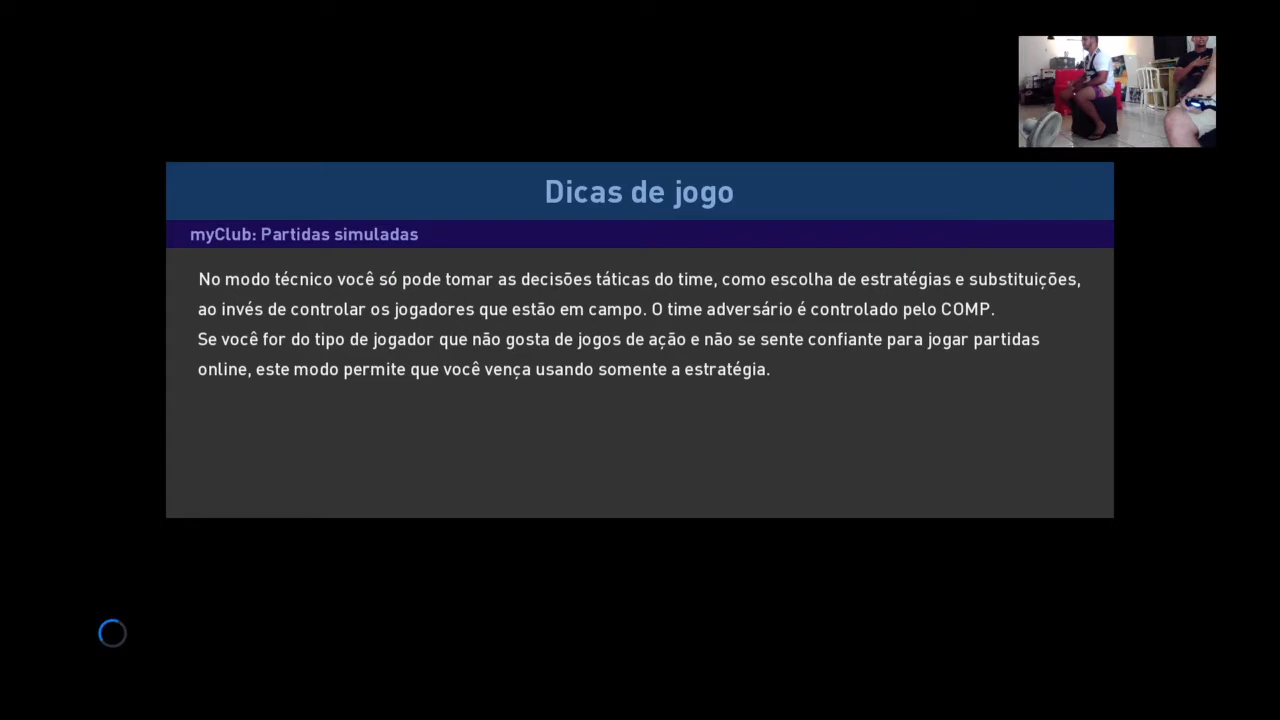 Dicas de jogo
myClub: Partidas simuladas
No modo técnico você só pode tomar as decisões táticas do time, como escolha de estratégias e substituições,
ao invés de controlar os jogadores que estão em campo. O time adversário é controlado pelo COMP.
Se você for do tipo de jogador que não gosta de jogos de ação e não se sente confiante para jogar partidas
online, este modo permite que você vença usando somente a estratégia.